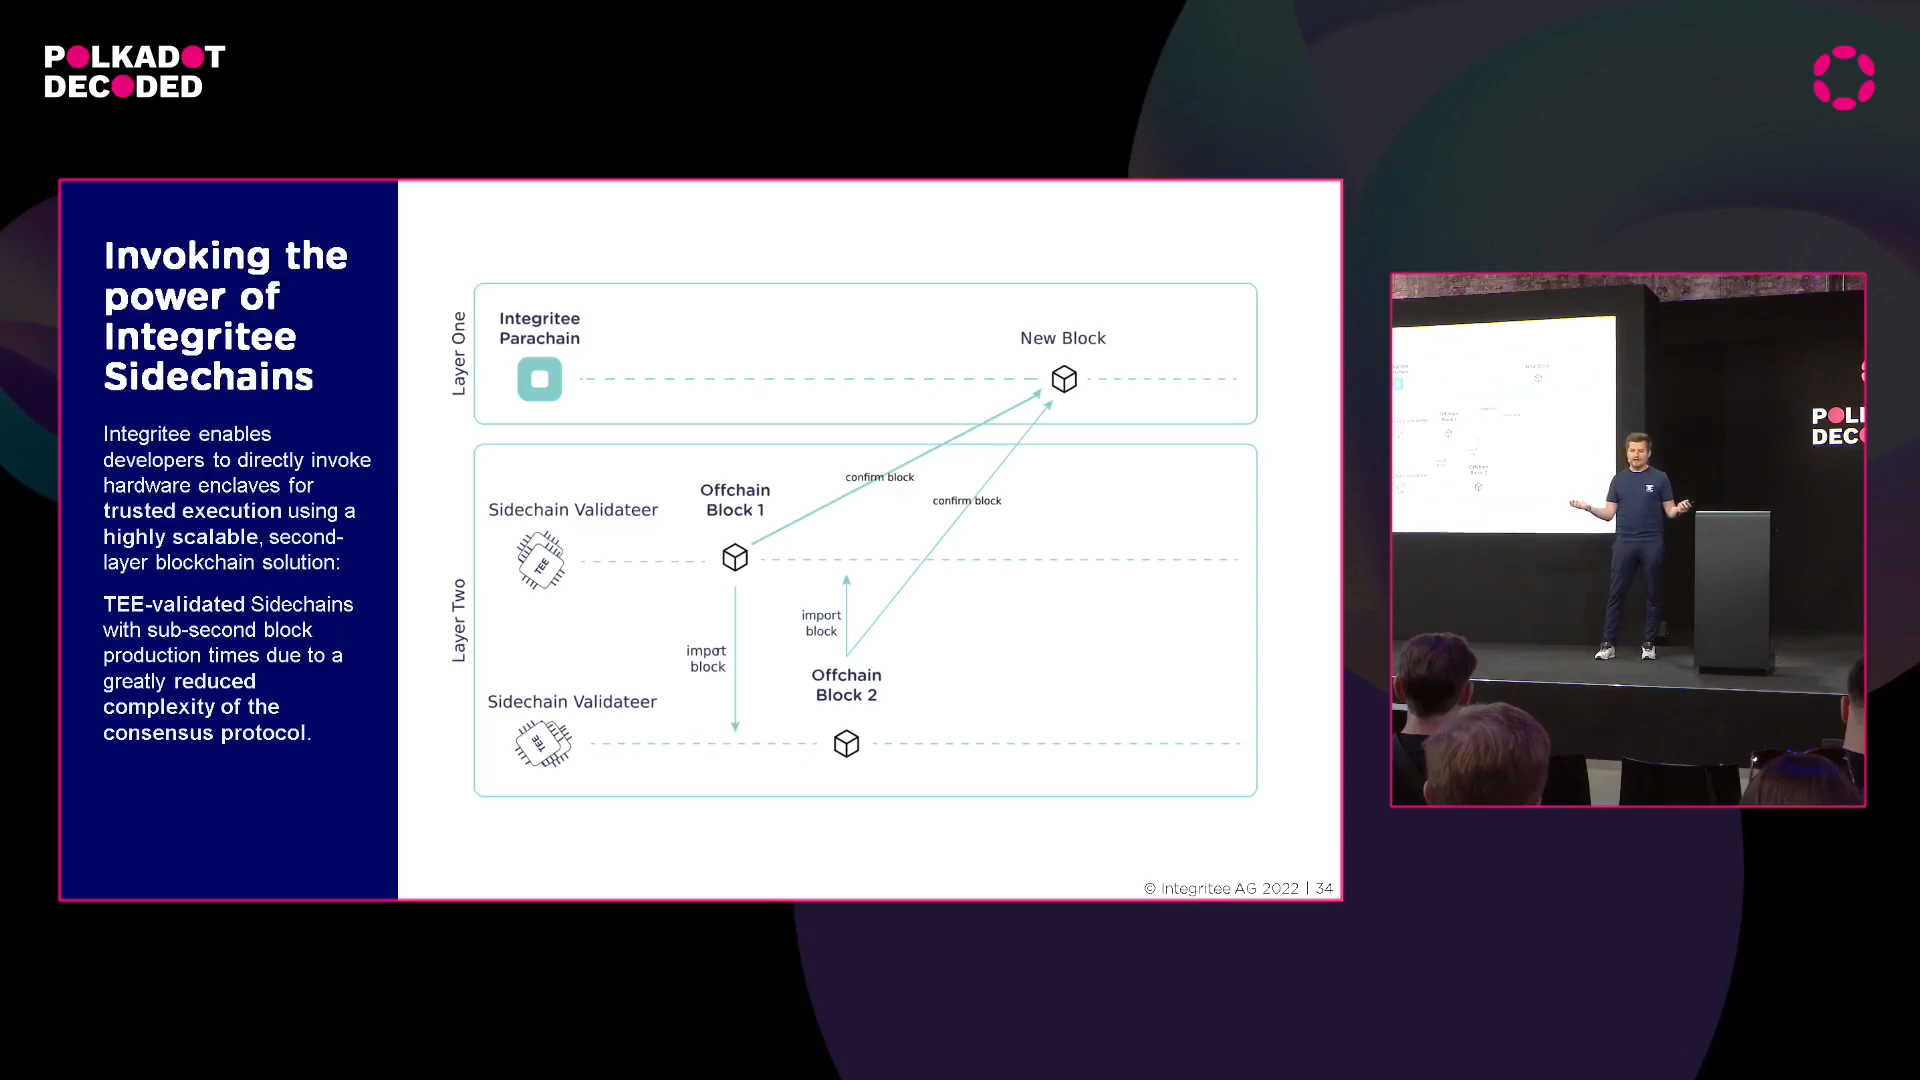 POLKADOT
DECODED
Invoking the
power of
Integritee
Sidechains
Integritee enables
developers to directly invoke
hardware enclaves for
trusted execution using a
highly scalable, second-
layer blockchain solution:
TEE-validated Sidechains
with sub-second block
production times due to a
greatly reduced
complexity of the
consensus protocol.
Layer One
Integritee
Parachain
New Block
Layer Two
Sidechain Validateer
TEE
Offchain
Block 1
confirm block
confirm block
import
block
import
block
Offchain
Block 2
Sidechain Validateer
TEE
© Integritee AG 2022 | 34
POLK
DECO